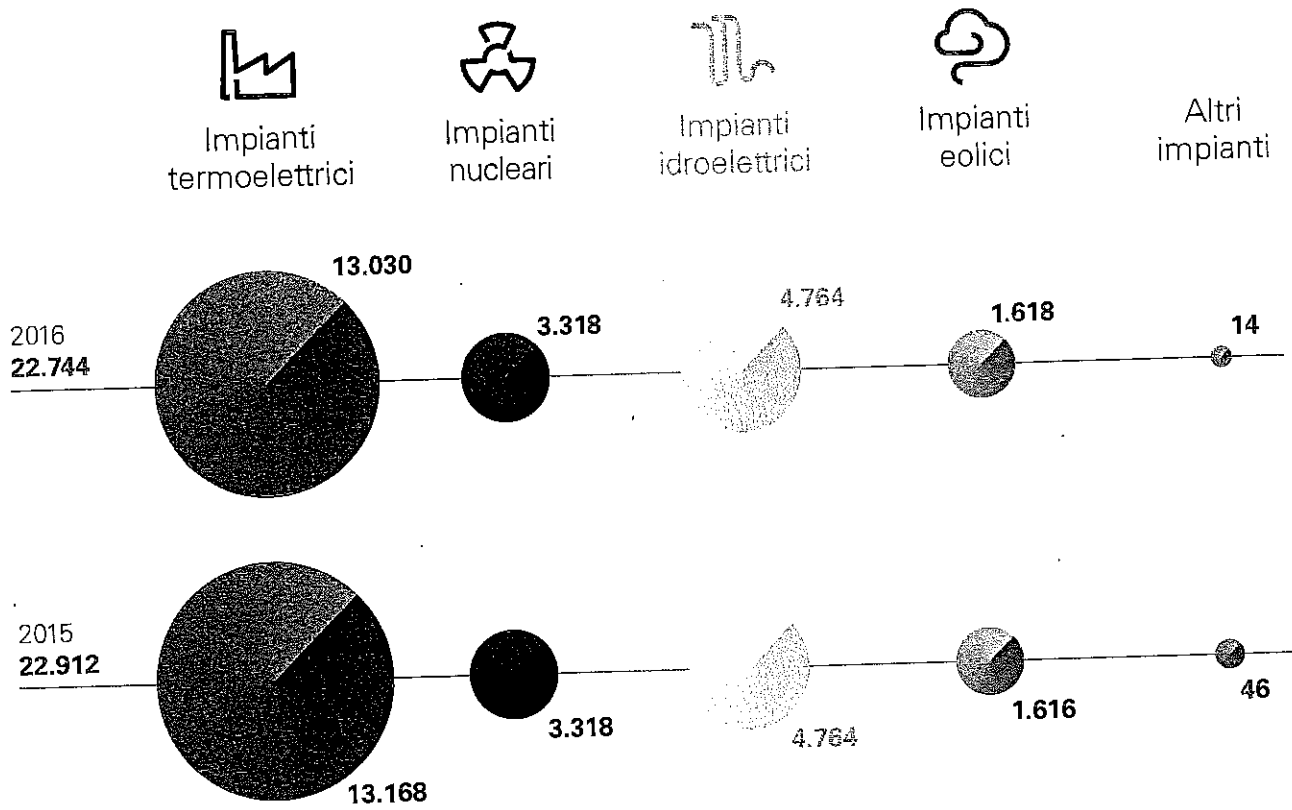 Impianti
termoelettrici
Impianti
nucleari
Impianti
idroelettrici
Impianti
eolici
Altri
impianti
2016
22.744
13.030
3.318
4.764
1.618
14
2015
22.912
13.168
3.318
4.764
1.616
46